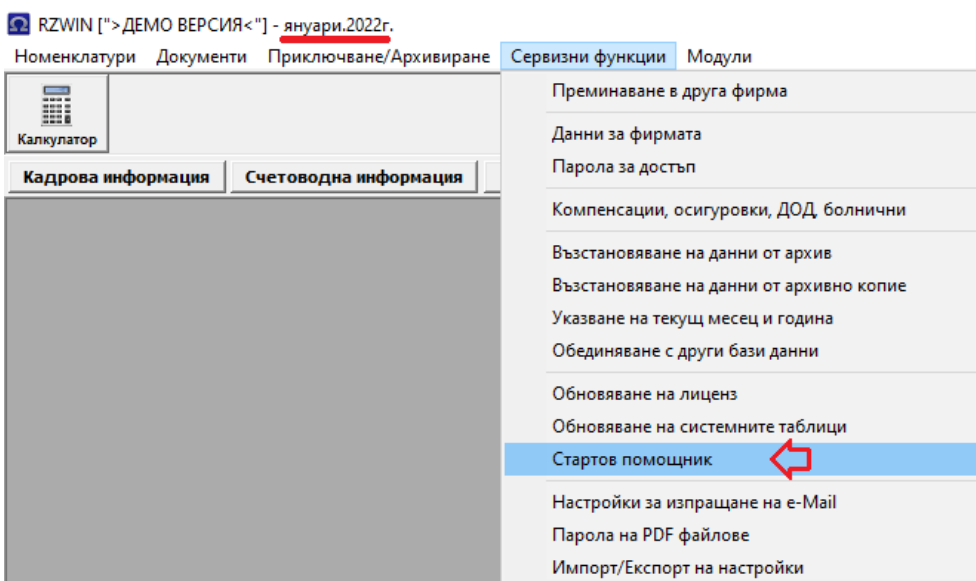 RZWIN [">ДЕМО ВЕРСИЯ<"] - януари.2022г.
Номенклатури Документи Приключване/Архивиране Сервизни функции Модули
Калкулатор
Кадрова информация Счетоводна информация
Преминаване в друга фирма
Данни за фирмата
Парола за достъп
Компенсации, осигуровки, ДОД, болнични
Възстановяване на данни от архив
Възстановяване на данни от архивно копие
Указване на текущ месец и година
Обединяване с други бази данни
Обновяване на лиценз
Обновяване на системните таблици
Стартов помощник
Настройки за изпращане на e-Mail
Парола на PDF файлове
Импорт/Експорт на настройки